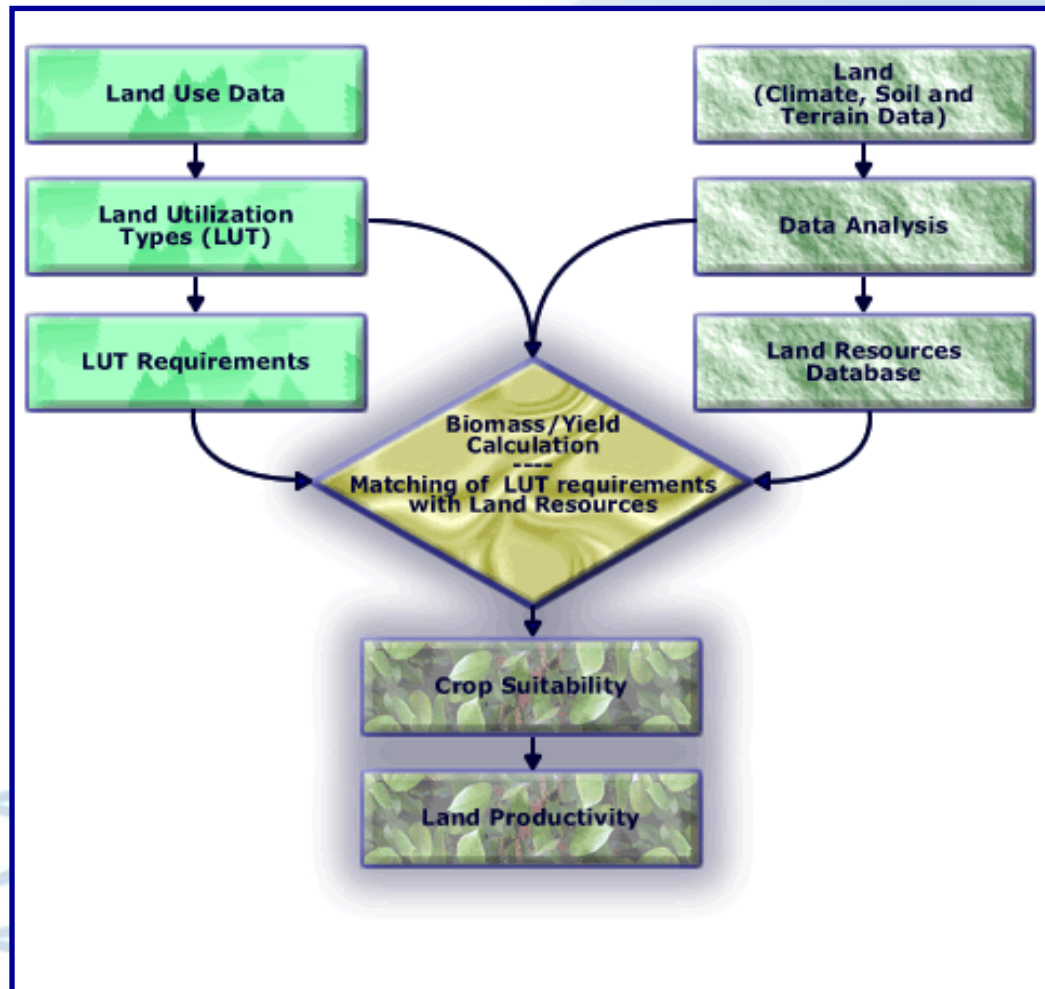 Land Use Data
Land
(Climate, Soil and
Terrain Data)
Land Utilization
Types (LUT)
Data Analysis
LUT Requirements
Land Resources
Database
Biomass/Yield
Calculation
----
Matching of LUT requirements
with Land Resources
Crop Suitability
Land Productivity